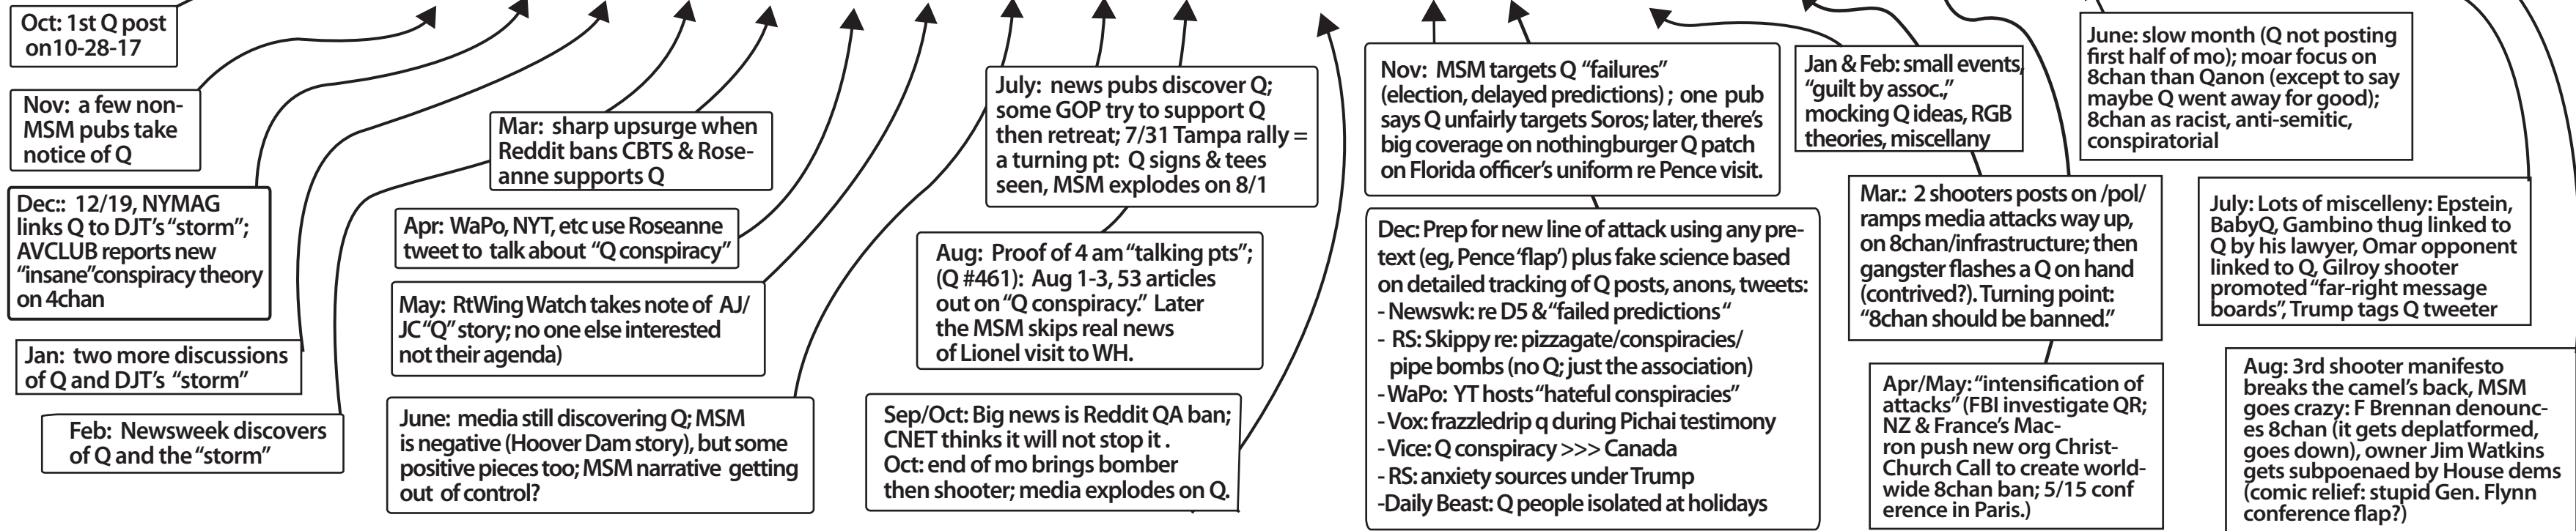 Oct: 1st Q post
on10-28-17
Nov: a few non-
MSM pubs take
notice of Q
Dec:: 12/19, NYMAG
links Q to DJT's "storm";
AVCLUB reports new
"insane"conspiracy theory
on 4chan
Jan: two more discussions
of Q and DJT's "storm"
Feb: Newsweek discovers
of Q and the "storm"
Mar: sharp upsurge when
Reddit bans CBTS & Rose-
anne supports Q
Apr: WaPo, NYT, etc use Roseanne
tweet to talk about "Q conspiracy"
May: RtWing Watch takes note of AJ/
JC "Q" story; no one else interested
not their agenda)
June: media still discovering Q; MSM
is negative (Hoover Dam story), but some
positive pieces too; MSM narrative getting
out of control?
July: news pubs discover Q;
some GOP try to support Q
then retreat; 7/31 Tampa rally =
a turning pt: Q signs & tees
seen, MSM explodes on 8/1
Aug: Proof of 4 am "talking pts";
(Q #461): Aug 1-3, 53 articles
out on "Q conspiracy." Later
the MSM skips real news
of Lionel visit to WH.
Sep/Oct: Big news is Reddit QA ban;
CNET thinks it will not stop it .
Oct: end of mo brings bomber
then shooter; media explodes on Q.
Nov: MSM targets Q "failures"
(election, delayed predictions) ; one pub
says Q unfairly targets Soros; later, there's
big coverage on nothingburger Q patch
on Florida officer's uniform re Pence visit.
Dec: Prep for new line of attack using any pre-
text (eg, Pence 'flap') plus fake science based
on detailed tracking of Q posts, anons, tweets:
- Newswk: re D5 & "failed predictions "
- RS: Skippy re: pizzagate/conspiracies/
pipe bombs (no Q; just the association)
- WaPo: YT hosts "hateful conspiracies"
- Vox: frazzledrip q during Pichai testimony
- Vice: Q conspiracy >>> Canada
- RS: anxiety sources under Trump
-Daily Beast: Q people isolated at holidays
Jan & Feb: small events,
"guilt by assoc.,"
mocking Q ideas, RGB
theories, miscellany
Mar.: 2 shooters posts on /pol/
ramps media attacks way up,
on 8chan/infrastructure; then
gangster flashes a Q on hand
(contrived?). Turning point:
"8chan should be banned."
Apr/May: "intensification of
attacks" (FBI investigate QR;
NZ & France's Mac-
ron push new org Christ-
Church Call to create world-
wide 8chan ban; 5/15 conf
erence in Paris.)
June: slow month (Q not posting
first half of mo); moar focus on
8chan than Qanon (except to say
maybe Q went away for good);
8chan as racist, anti-semitic,
conspiratorial
July: Lots of miscelleny: Epstein,
BabyQ, Gambino thug linked to
Q by his lawyer, Omar opponent
linked to Q, Gilroy shooter
promoted "far-right message
boards", Trump tags Q tweeter
Aug: 3rd shooter manifesto
breaks the camel's back, MSM
goes crazy: F Brennan denounc-
es 8chan (it gets deplatformed,
goes down), owner Jim Watkins
gets subpoenaed by House dems
(comic relief: stupid Gen. Flynn
conference flap?)